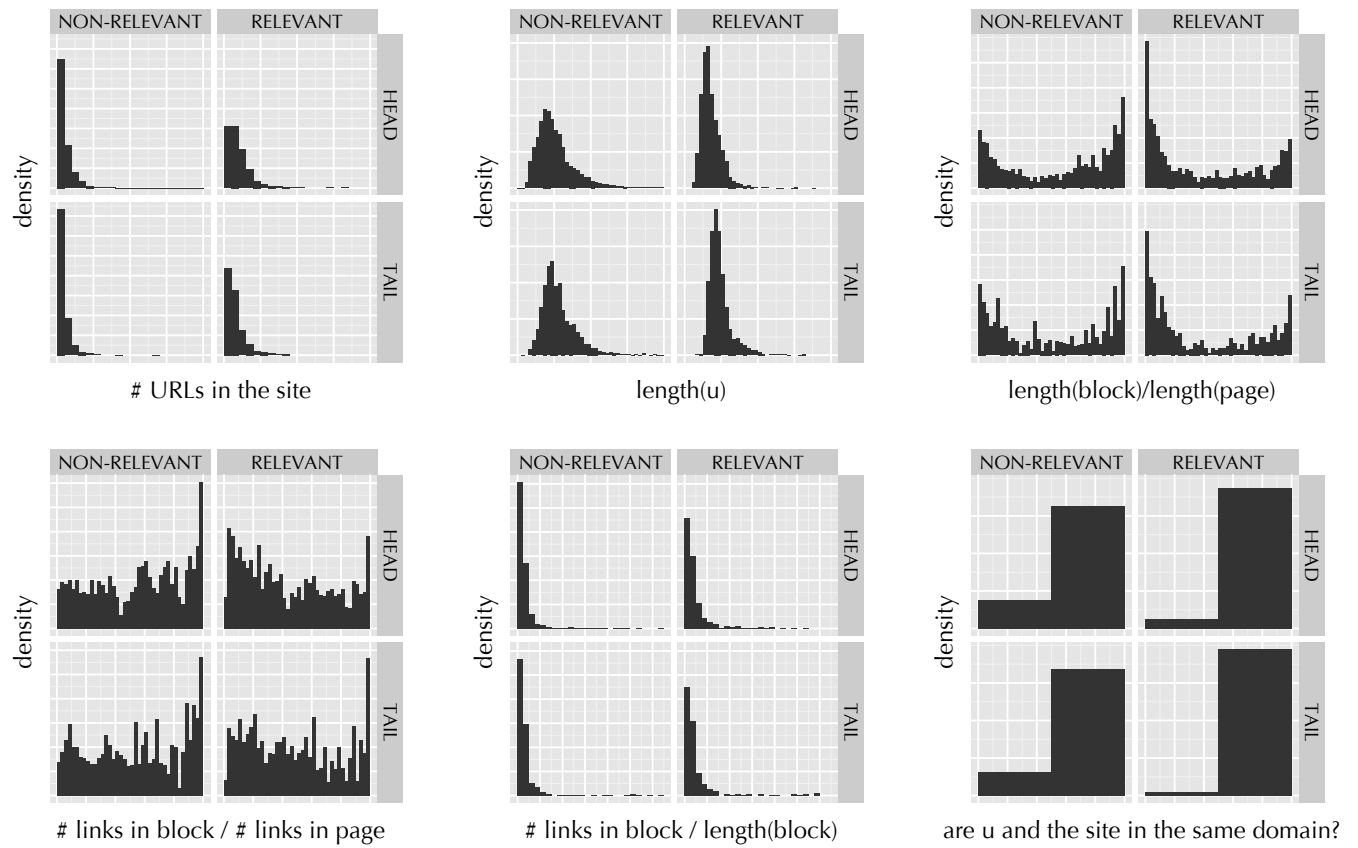 NON-RELEVANT RELEVANT
HEAD
TAIL
density
# URLs in the site
NON-RELEVANT RELEVANT
HEAD
TAIL
density
length(u)
NON-RELEVANT RELEVANT
HEAD
TAIL
density
length(block)/length(page)
NON-RELEVANT RELEVANT
HEAD
TAIL
density
# links in block / # links in page
NON-RELEVANT RELEVANT
HEAD
TAIL
density
# links in block / length(block)
NON-RELEVANT RELEVANT
HEAD
TAIL
density
are u and the site in the same domain?